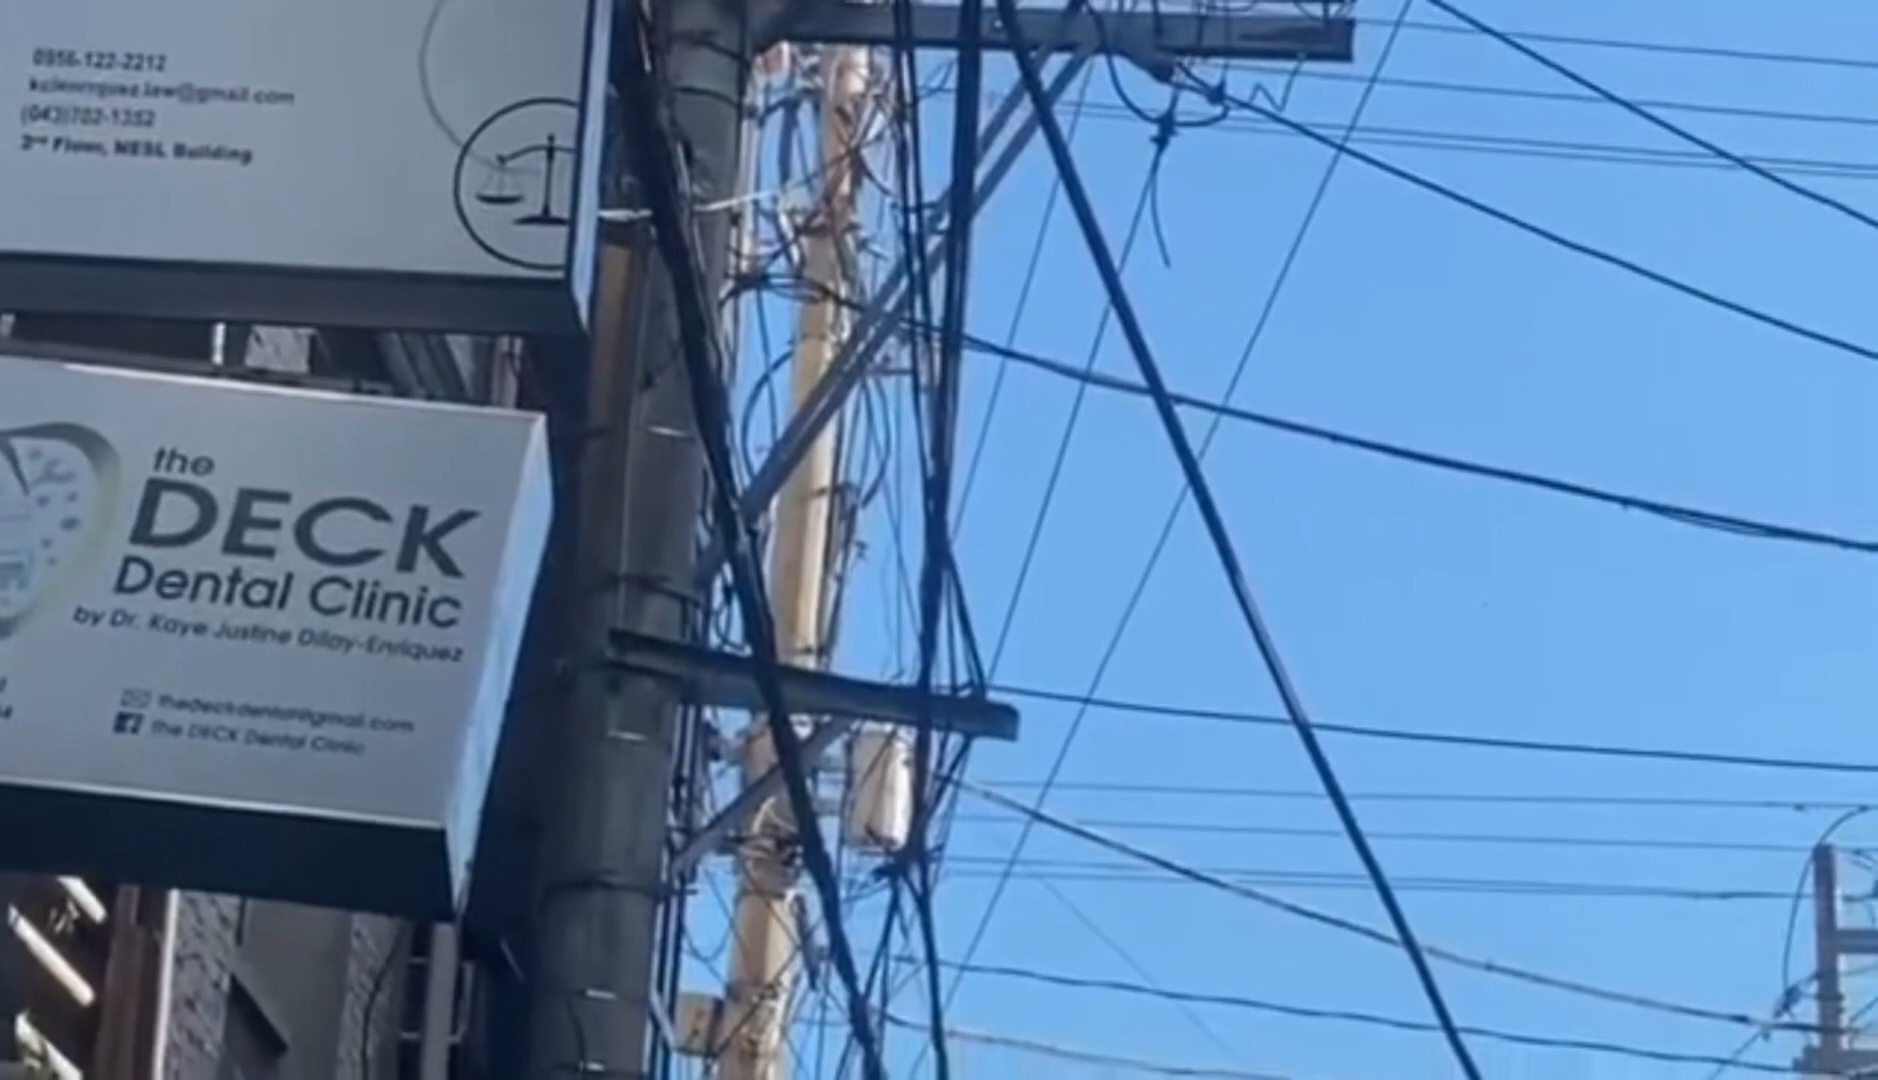 0956-122-2212
(043)702-1352
2nd Floor, NESL Building
the
DECK
Dental Clinic
by Dr. Kaye Justine Dilay-Enriquez
thedeckdental@gmail.com
The DECK Dental Clinic